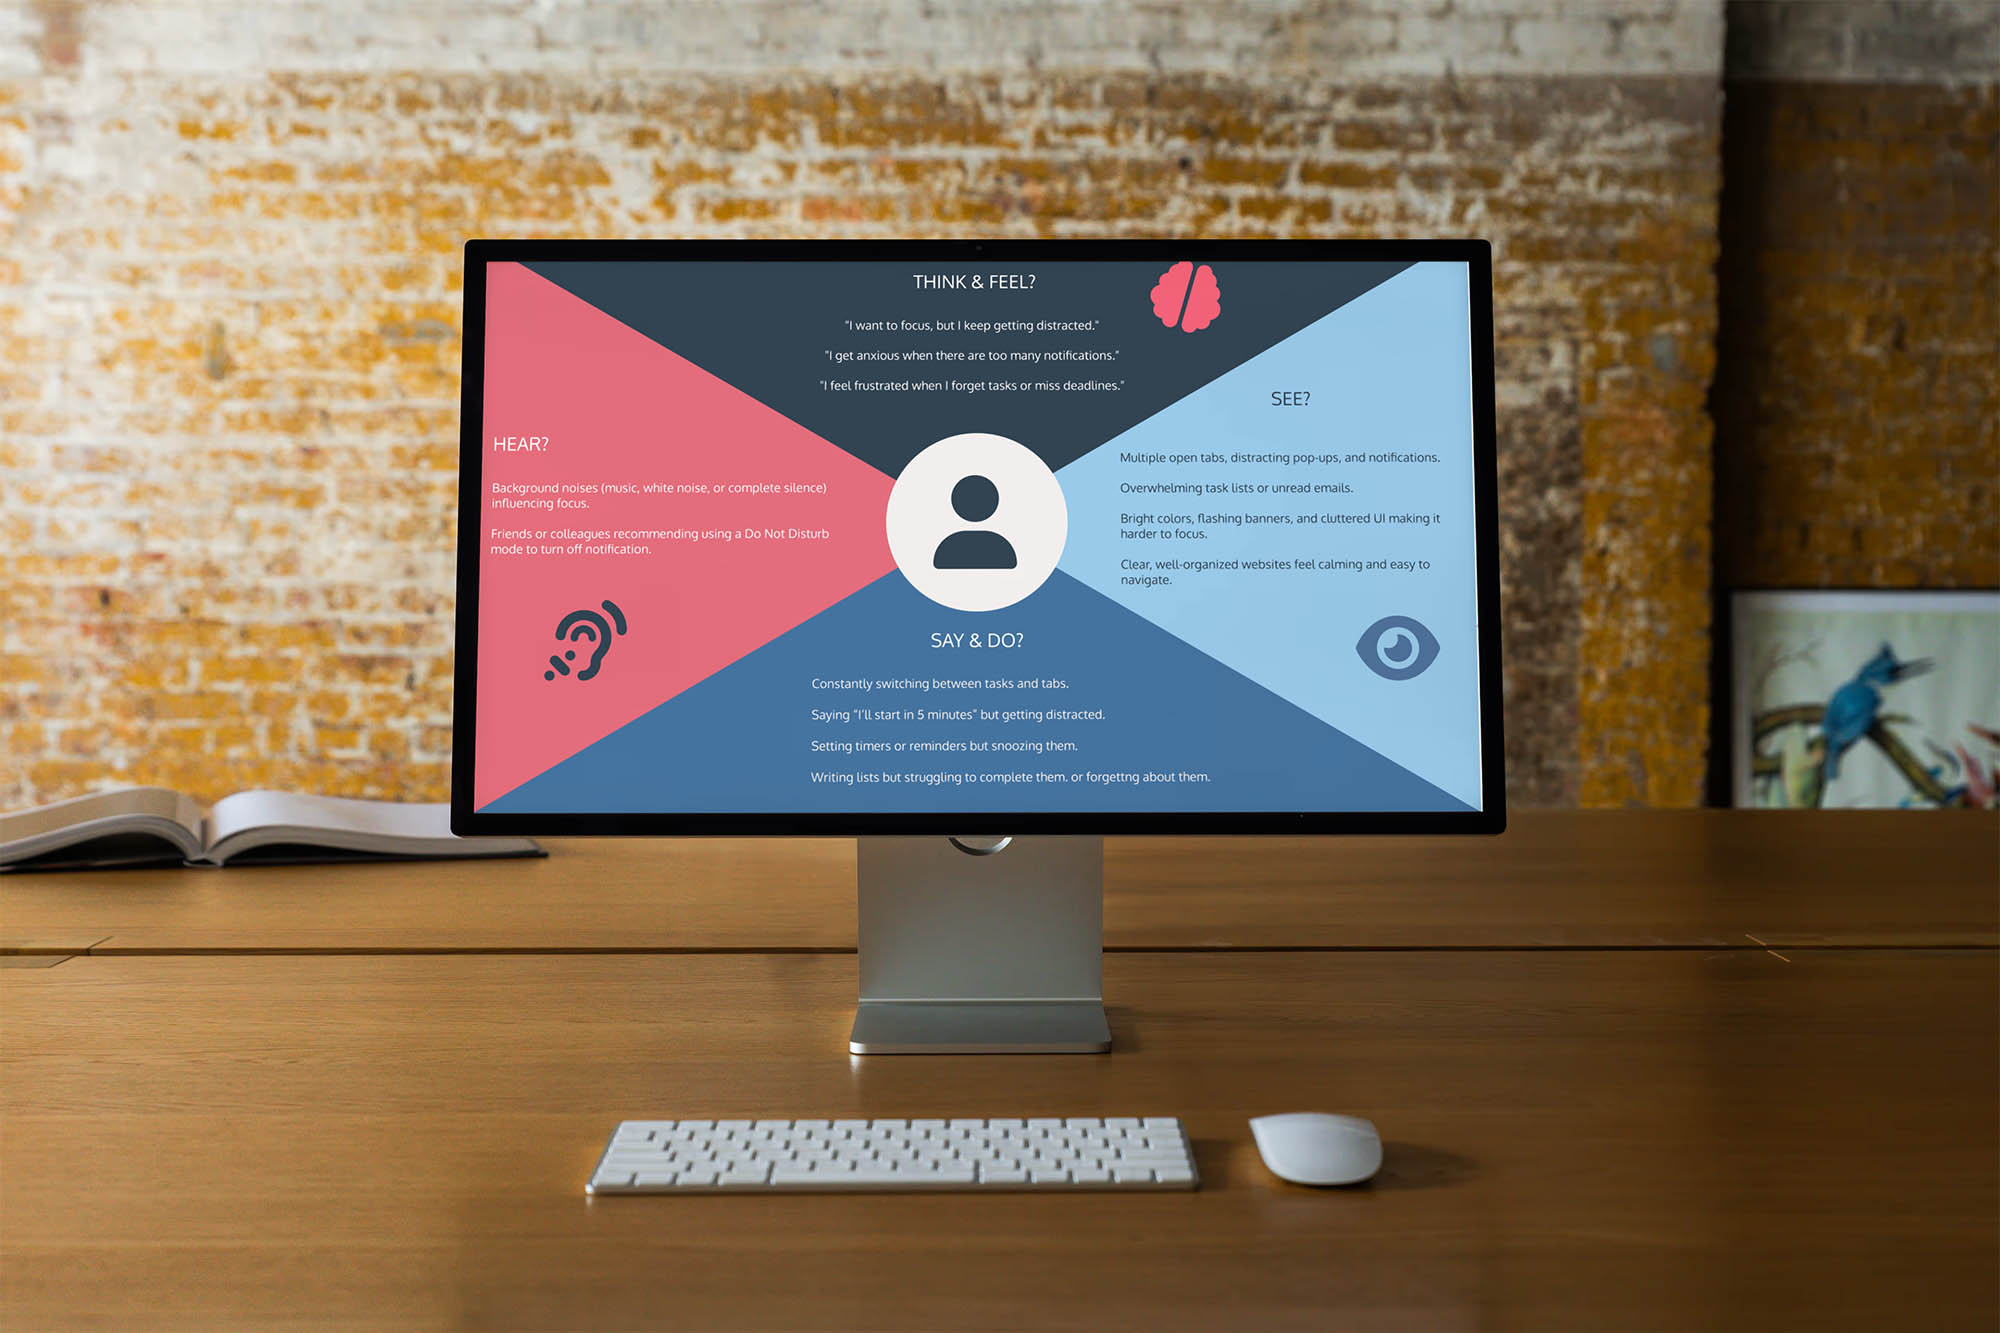 THINK & FEEL?
"I want to focus, but I keep getting distracted."
"I get anxious when there are too many notifications."
"I feel frustrated when I forget tasks or miss deadlines."
HEAR?
Background noises (music, white noise, or complete silence)
influencing focus.
Friends or colleagues recommending using a Do Not Disturb
mode to turn off notification.
SEE?
Multiple open tabs, distracting pop-ups, and notifications.
Overwhelming task lists or unread emails.
Bright colors, flashing banners, and cluttered UI making it
harder to focus.
Clear, well-organized websites feel calming and easy to
navigate.
SAY & DO?
Constantly switching between tasks and tabs.
Saying "I'll start in 5 minutes" but getting distracted.
Setting timers or reminders but snoozing them.
Writing lists but struggling to complete them. or forgettng about them.